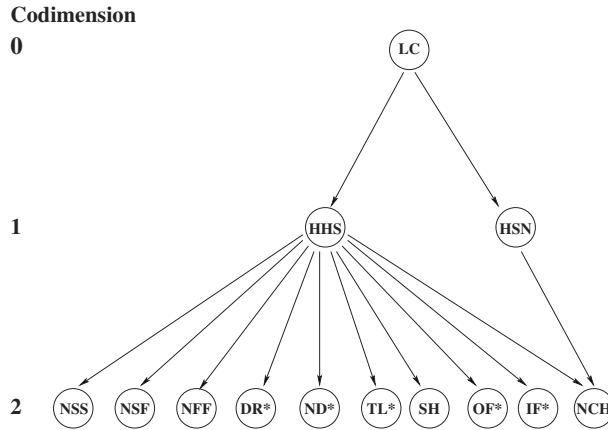 Codimension
0 LC
1 HHS HSN
2 NSS NSF NFF DR* ND* TL* SH OF* IF* NCH